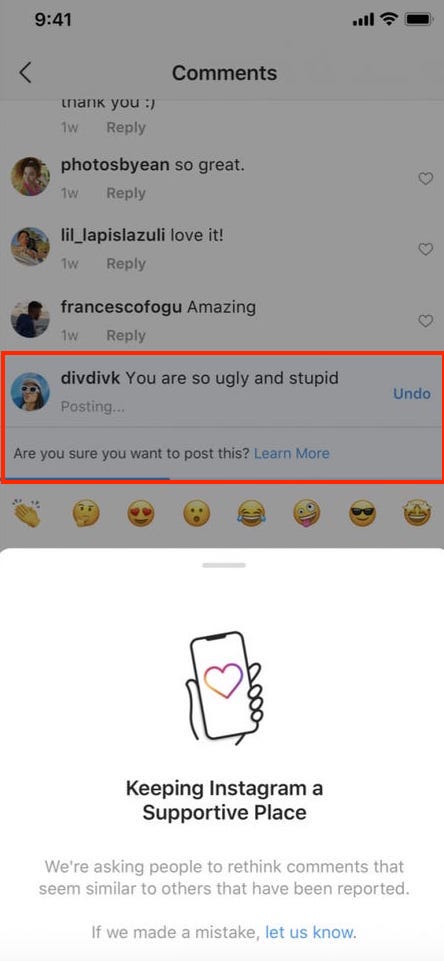 9:41
Comments
thank you :)
1w Reply
photosbyean so great.
1w Reply
lil_lapislazuli love it!
1w Reply
francescofogu Amazing
1w Reply
divdivk You are so ugly and stupid
Posting...
Undo
Are you sure you want to post this? Learn More
Keeping Instagram a
Supportive Place
We're asking people to rethink comments that
seem similar to others that have been reported.
If we made a mistake, let us know.